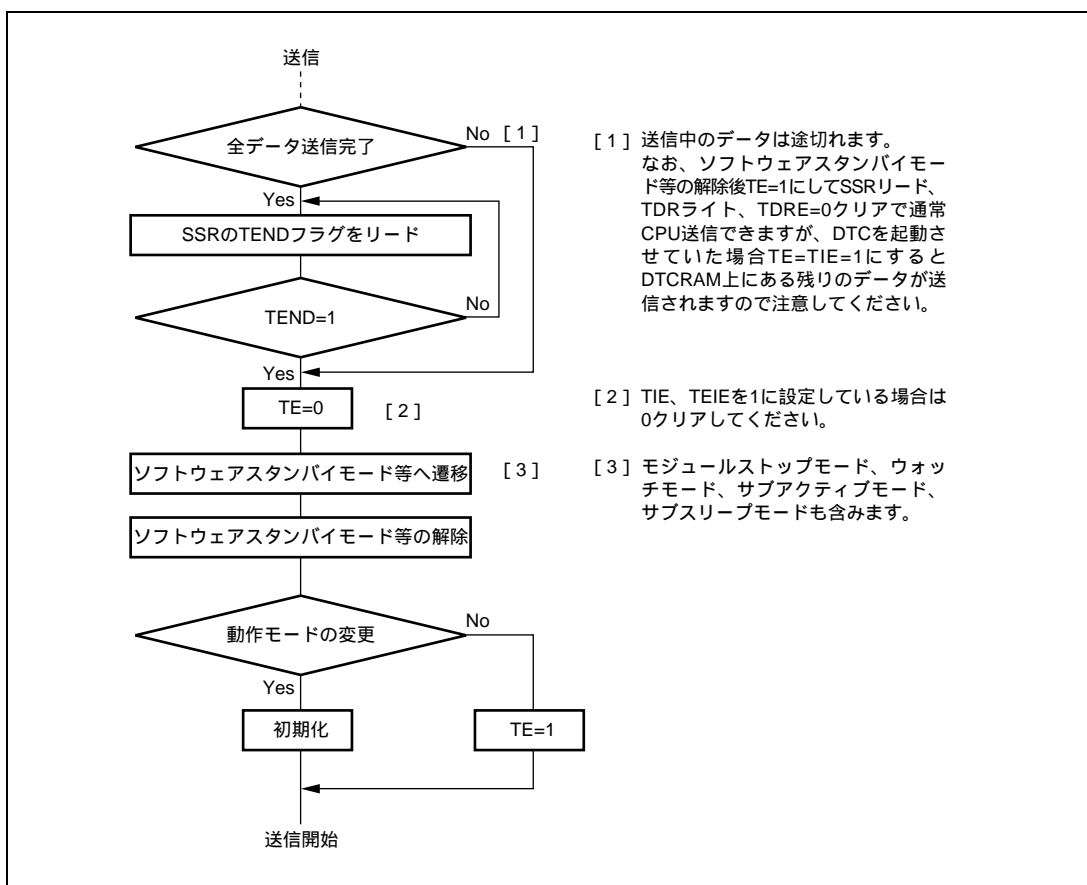 送信
全データ送信完了
No [ 1 ]
Yes
SSRのTENDフラグをリード
TEND=1
No
Yes
TE=0
[ 2 ]
ソフトウェアスタンバイモード等へ遷移
[ 3 ]
ソフトウェアスタンバイモード等の解除
動作モードの変更
No
Yes
初期化
TE=1
送信開始
[ 1 ] 送信中のデータは途切れます。
なお、ソフトウェアスタンバイモー
ド等の解除後TE=1にしてSSRリード、
TDRライト、TDRE=0クリアで通常
CPU送信できますが、DTCを起動さ
せていた場合TE=TIE=1にすると
DTCRAM上にある残りのデータが送
信されますので注意してください。
[ 2 ] TIE、TEIEを1に設定している場合は
0クリアしてください。
[ 3 ] モジュールストップモード、ウォッ
チモード、サブアクティブモード、
サブスリープモードも含みます。